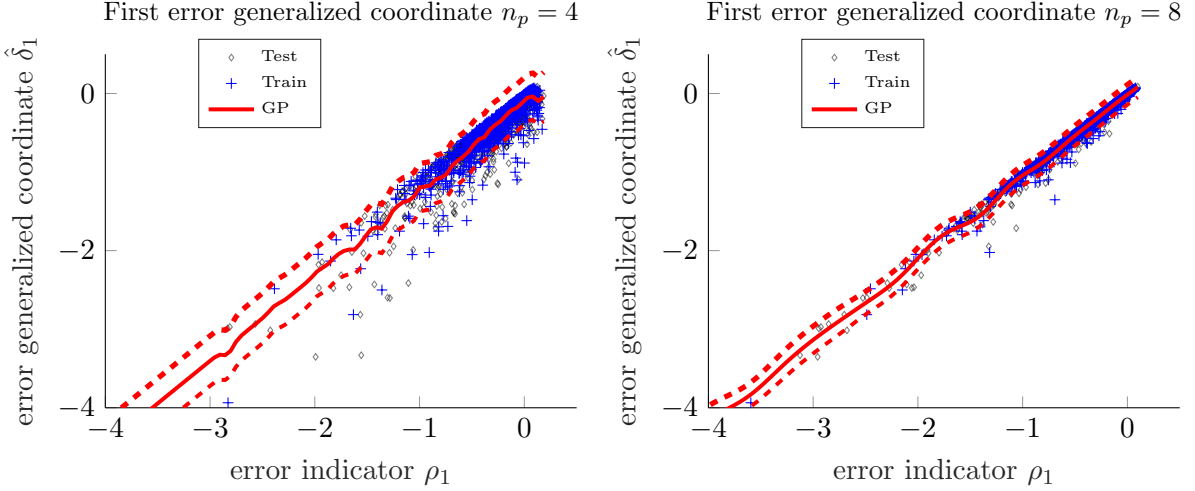 First error generalized coordinate n_p = 4
error generalized coordinate δ̂_1
Test
Train
GP
0
−2
−4
−4
−3
−2
−1
0
error indicator ρ_1
First error generalized coordinate n_p = 8
error generalized coordinate δ̂_1
Test
Train
GP
0
−2
−4
−4
−3
−2
−1
0
error indicator ρ_1